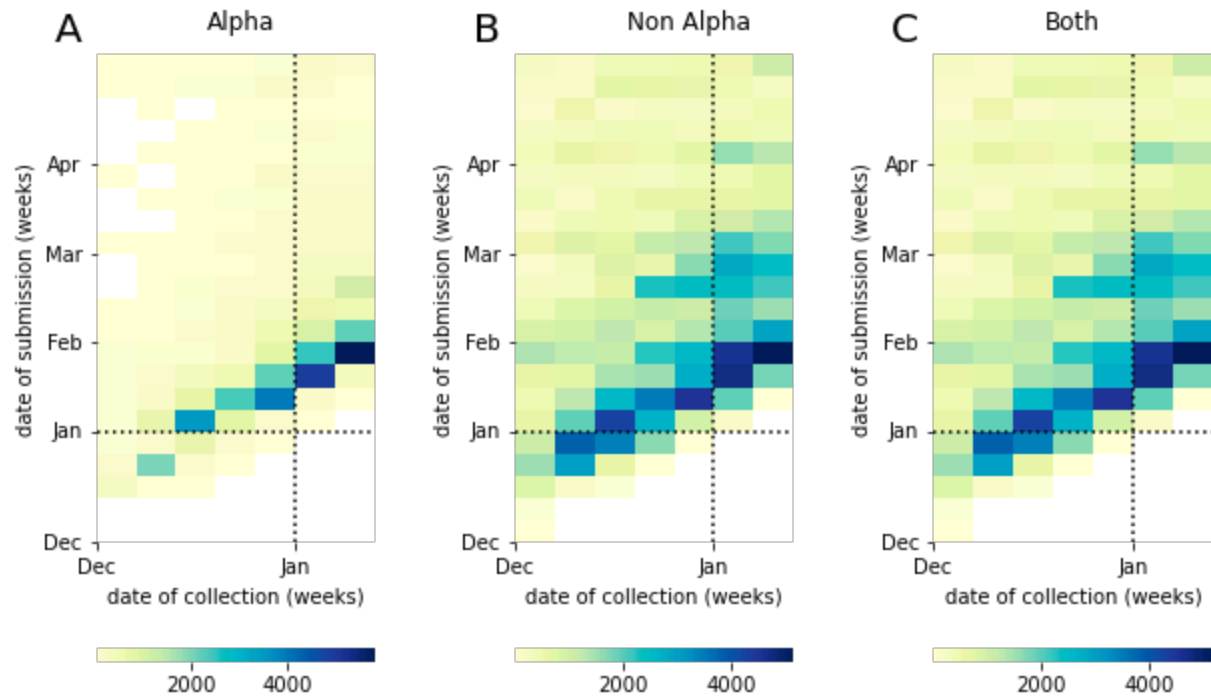 A Alpha
B Non Alpha
C Both
date of submission (weeks)
Apr
Mar
Feb
Jan
Dec
Dec Jan
date of collection (weeks)
2000 4000
date of submission (weeks)
Apr
Mar
Feb
Jan
Dec
Dec Jan
date of collection (weeks)
2000 4000
date of submission (weeks)
Apr
Mar
Feb
Jan
Dec
Dec Jan
date of collection (weeks)
2000 4000